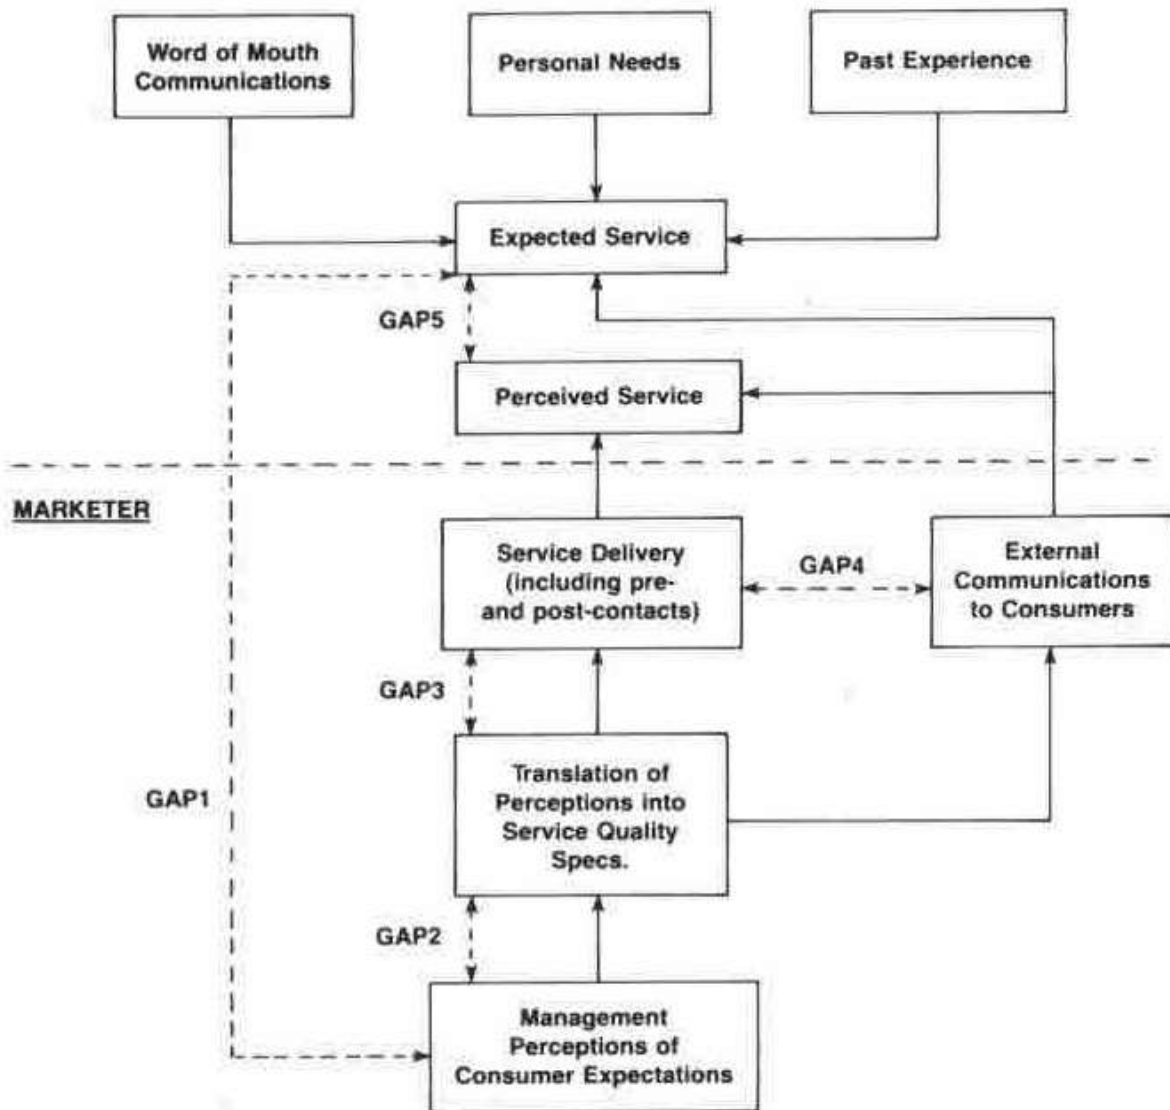 Word of Mouth
Communications
Personal Needs
Past Experience
Expected Service
GAP5
Perceived Service
MARKETER
Service Delivery
(including pre-
and post-contacts)
GAP4
External
Communications
to Consumers
GAP3
Translation of
Perceptions into
Service Quality
Specs.
GAP1
GAP2
Management
Perceptions of
Consumer Expectations